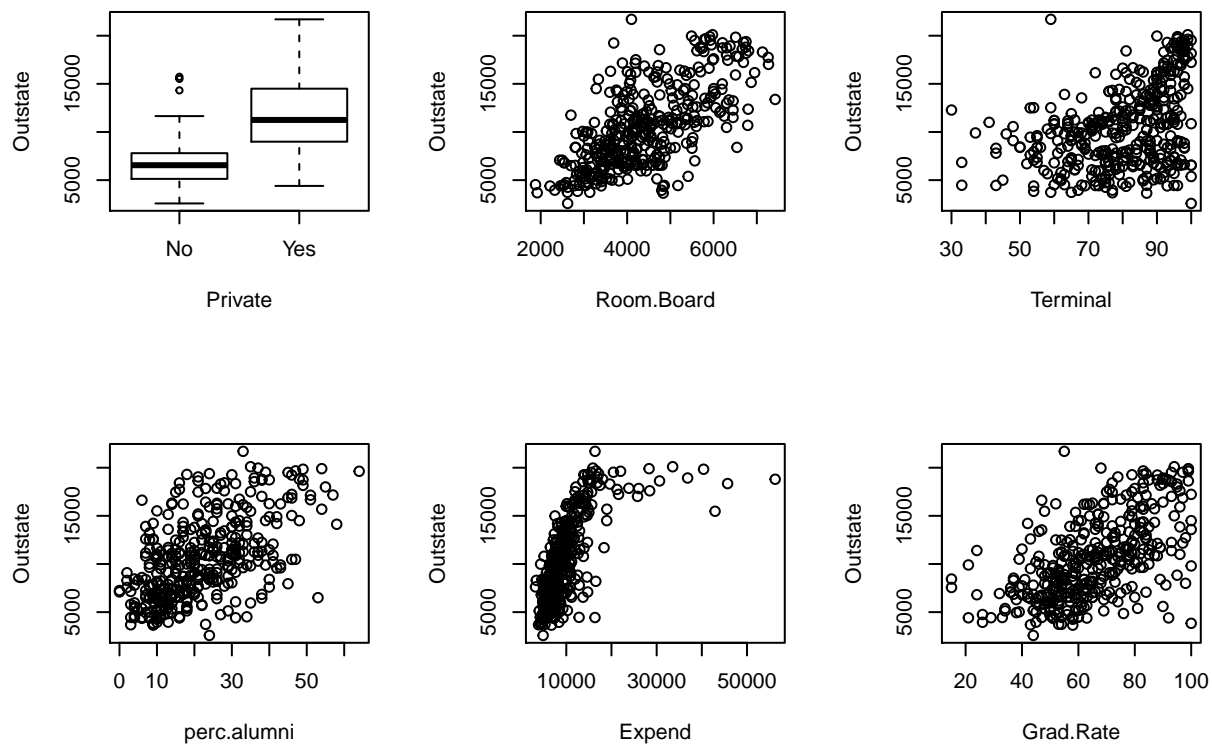 Outstate
5000 15000
No Yes
Private
Outstate
5000 15000
2000 4000 6000
Room.Board
Outstate
5000 15000
30 50 70 90
Terminal
Outstate
5000 15000
0 10 30 50
perc.alumni
Outstate
5000 15000
10000 30000 50000
Expend
Outstate
5000 15000
20 40 60 80 100
Grad.Rate